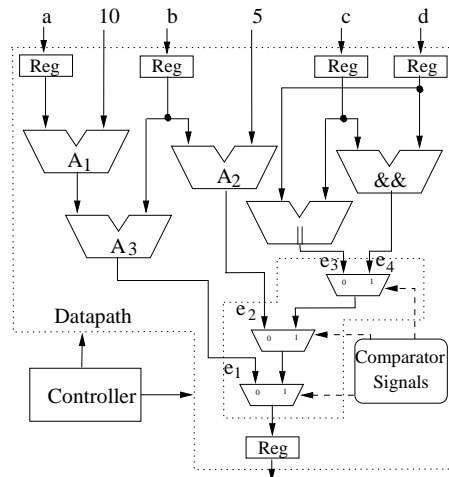 a 10 b 5 c d
Reg Reg Reg Reg
A1 A2 &&
A3 ||
e3 e4
0 1
e2
0 1
Datapath
e1
Comparator
Signals
0 1
Controller
Reg